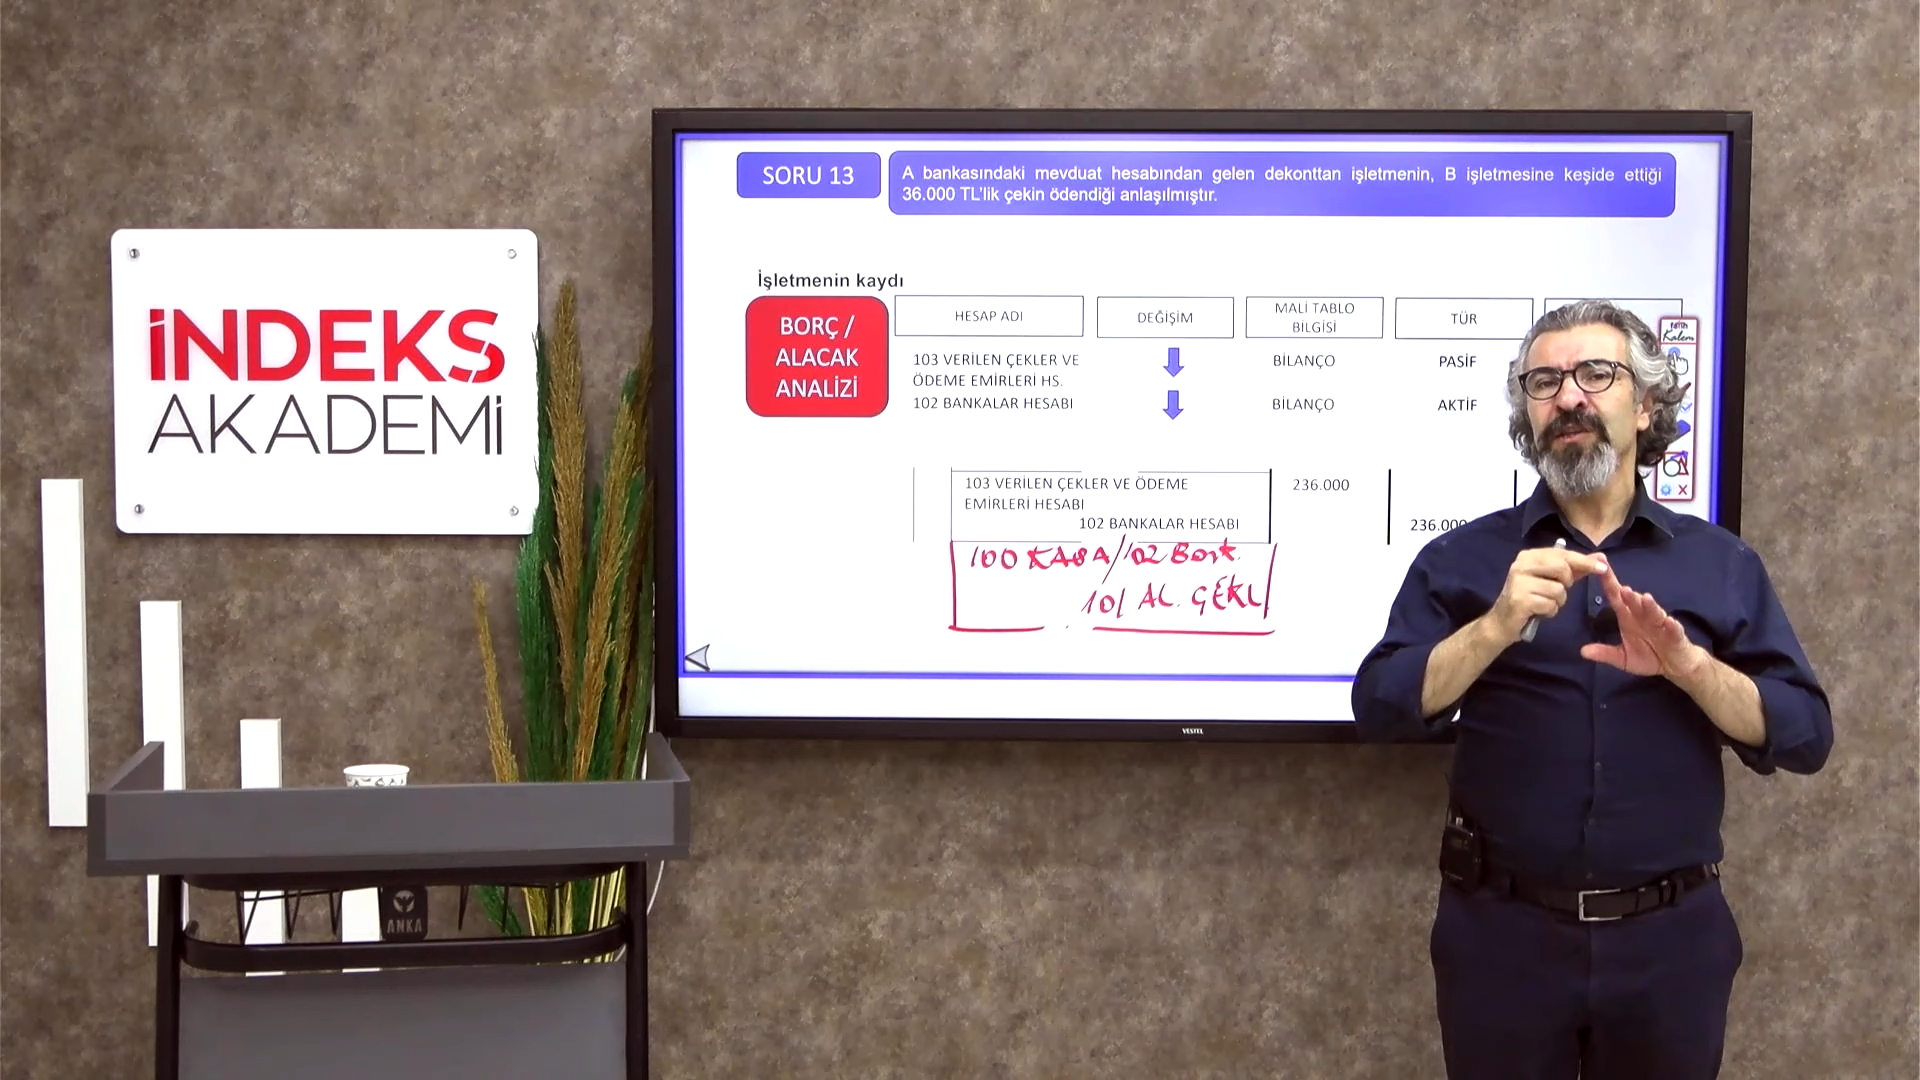 İNDEKS
AKADEMİ
SORU 13
A bankasındaki mevduat hesabından gelen dekonttan işletmenin, B işletmesine keşide ettiği
36.000 TL'lik çekin ödendiği anlaşılmıştır.
İşletmenin kaydı
BORÇ /
ALACAK
ANALİZİ
HESAP ADI
DEĞİŞİM
MALİ TABLO
BİLGİSİ
TÜR
103 VERİLEN ÇEKLER VE
ÖDEME EMİRLERİ HS.
BİLANÇO
PASİF
102 BANKALAR HESABI
BİLANÇO
AKTİF
103 VERİLEN ÇEKLER VE ÖDEME
EMİRLERİ HESABI
236.000
102 BANKALAR HESABI
236.000
100 KASA/102 Bank.
101 AL. ÇEKL
Kalem
VESTEL
ANKA